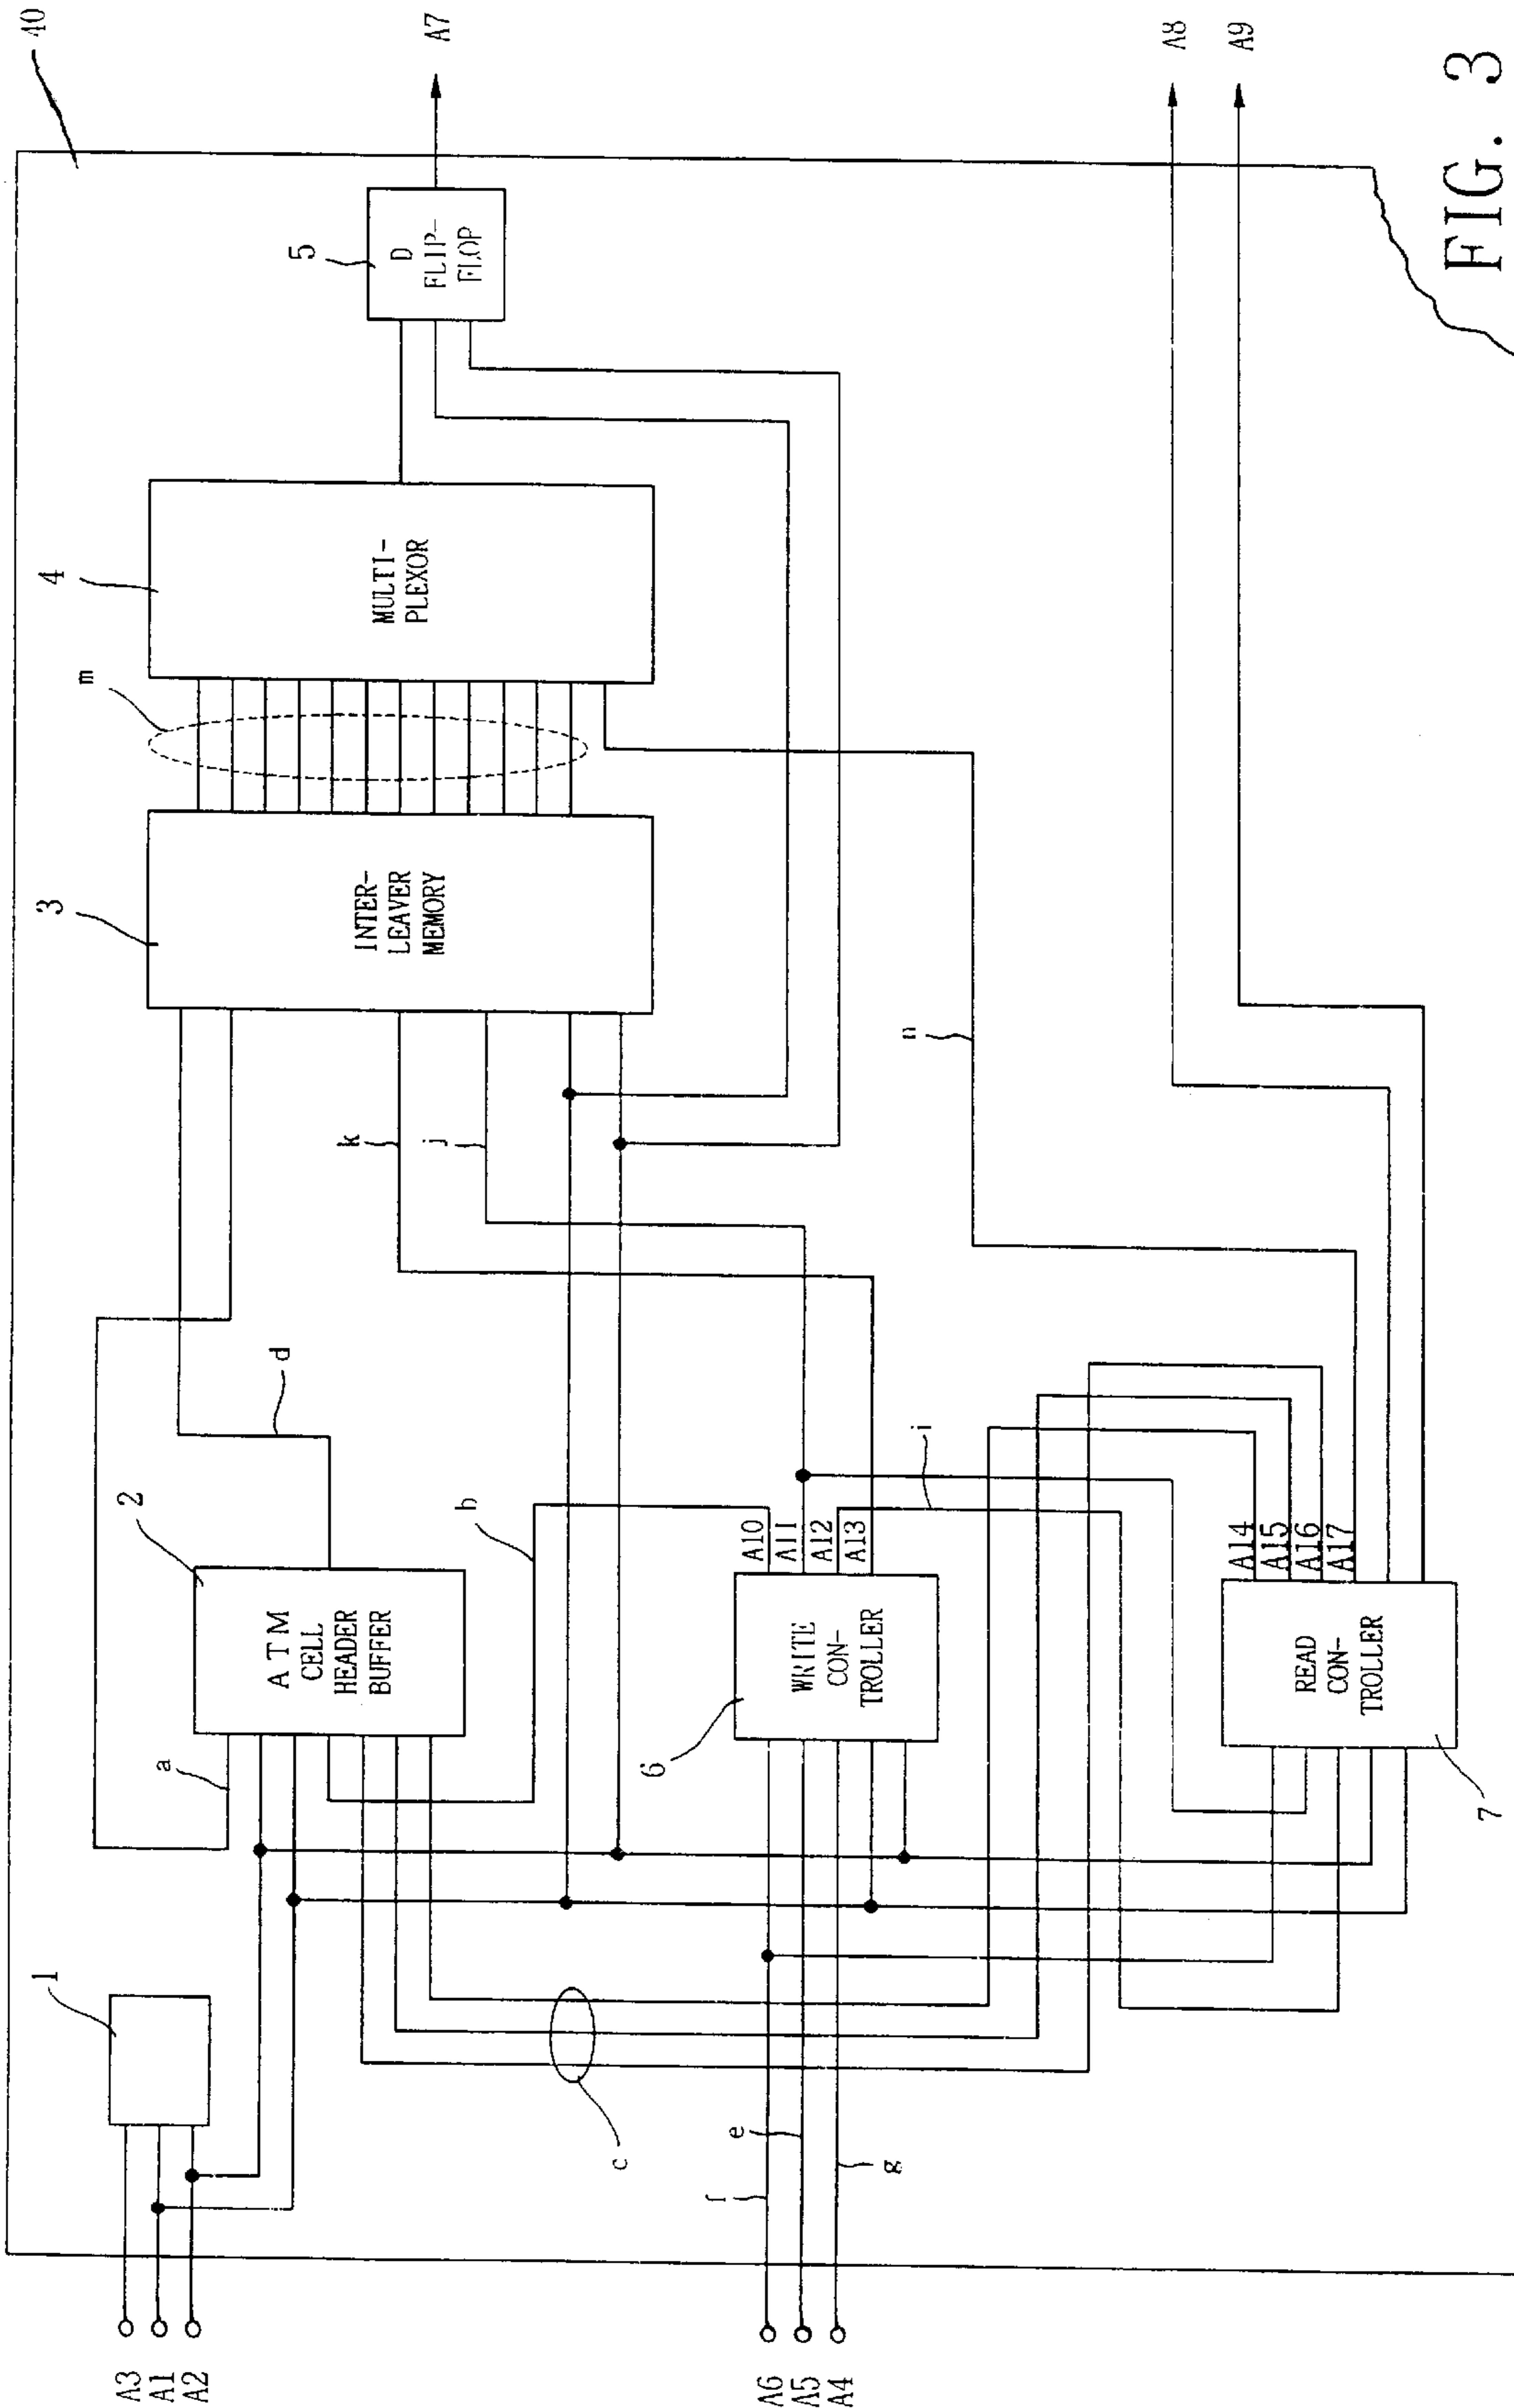 40
A7
A8
A9
5
D
FLIP-
FLOP
4
MULTI-
PLEXOR
m
3
INTER-
LEAVER
MEMORY
n
k
j
d
2
A T M
CELL
HEADER
BUFFER
a
b
i
A10
A11
A12
A13
6
WRITE
CON-
TROLLER
A14
A15
A16
A17
READ
CON-
TROLLER
7
1
c
f
e
g
A3
A1
A2
A6
A5
A4
FIG. 3